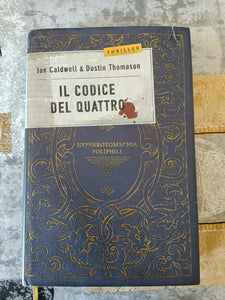 THRILLER
Ian Caldwell & Dustin Thomason
IL CODICE
DEL QUATTRO
HYPNEROTOMACHIA
POLIPHILI